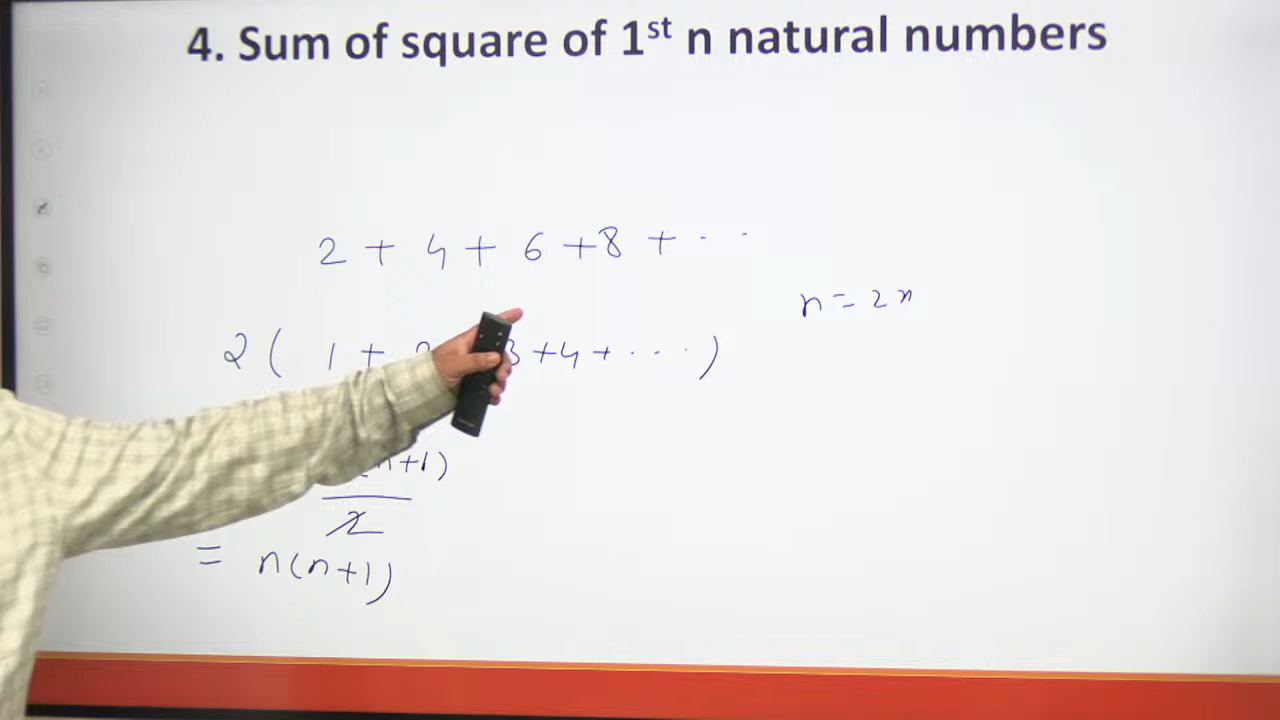 4. Sum of square of 1st n natural numbers
2 + 4 + 6 + 8 + · ·
n = 2n
2 ( 1 + 3 + 4 + · · · )
n+1)
2
= n(n+1)